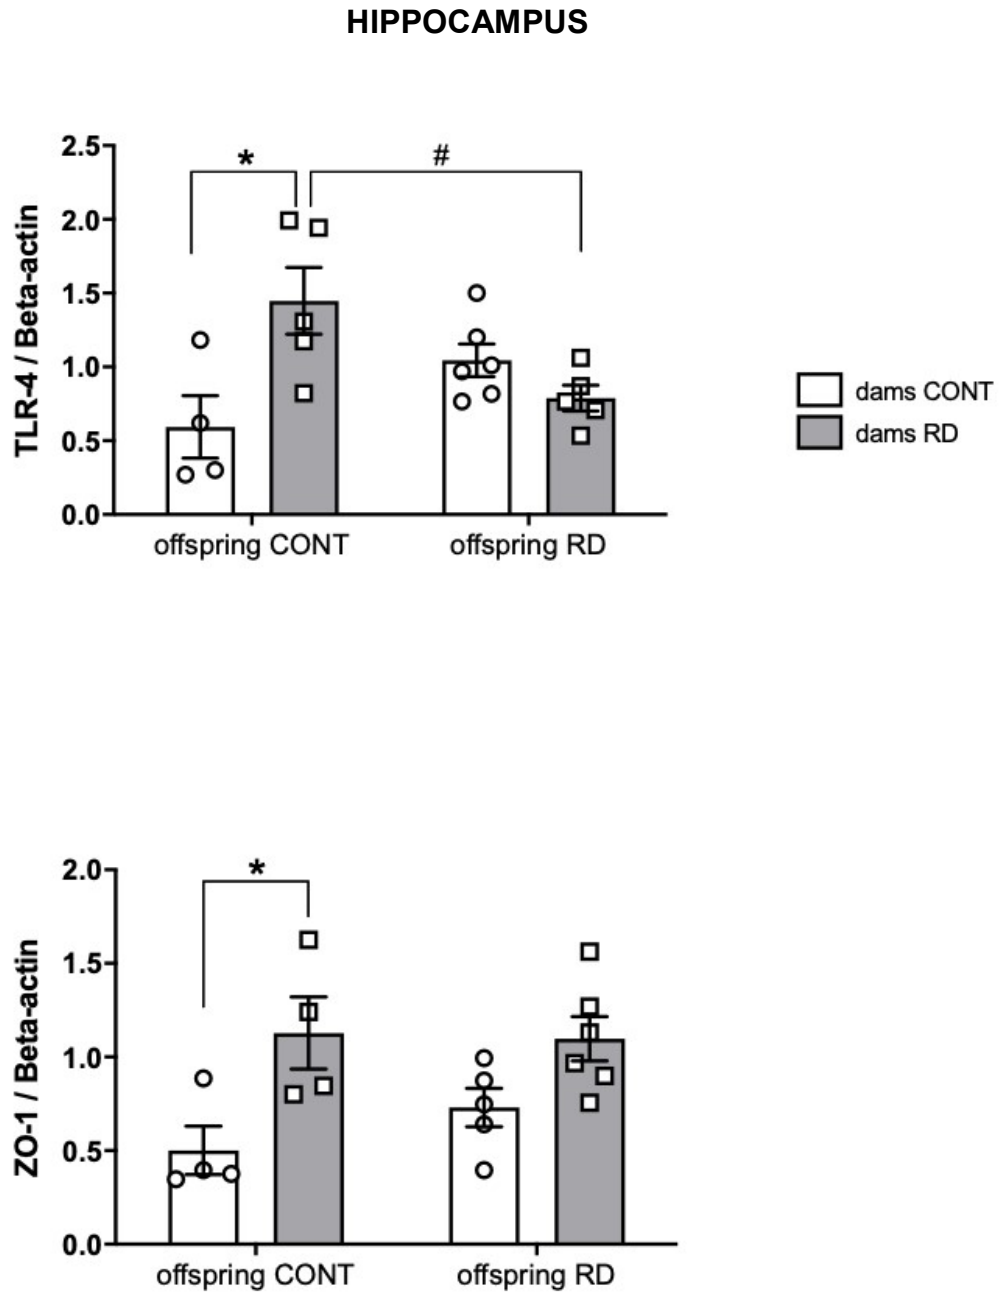 HIPPOCAMPUS
TLR-4 / Beta-actin
2.5
2.0
1.5
1.0
0.5
0.0
*
#
offspring CONT
offspring RD
dams CONT
dams RD
ZO-1 / Beta-actin
2.0
1.5
1.0
0.5
0.0
*
offspring CONT
offspring RD